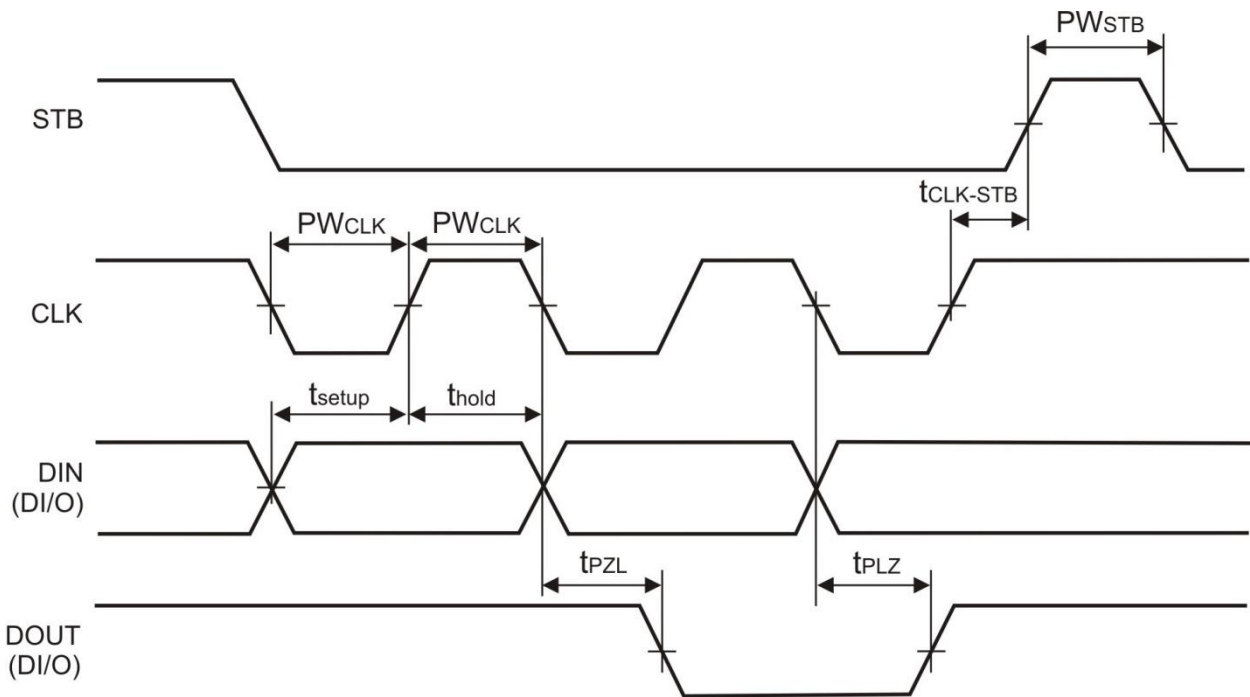 PWSTB
STB
tCLK-STB
PWCLK PWCLK
CLK
tsetup thold
DIN
(DI/O)
tPZL tPLZ
DOUT
(DI/O)